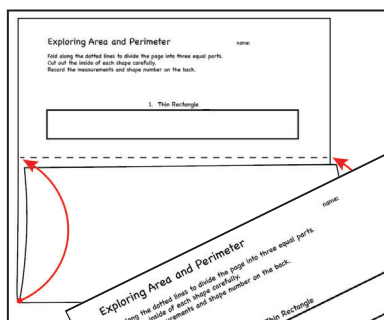 Exploring Area and Perimeter name:
Fold along the dotted lines to divide the page into three equal parts.
Cut out the inside of each shape carefully.
Record the measurements and shape number on the back.
1. Thin Rectangle
name:
Exploring Area and Perimeter
along the dotted lines to divide the page into three equal parts.
inside of each shape carefully.
measurements and shape number on the back.
Thin Rectangle